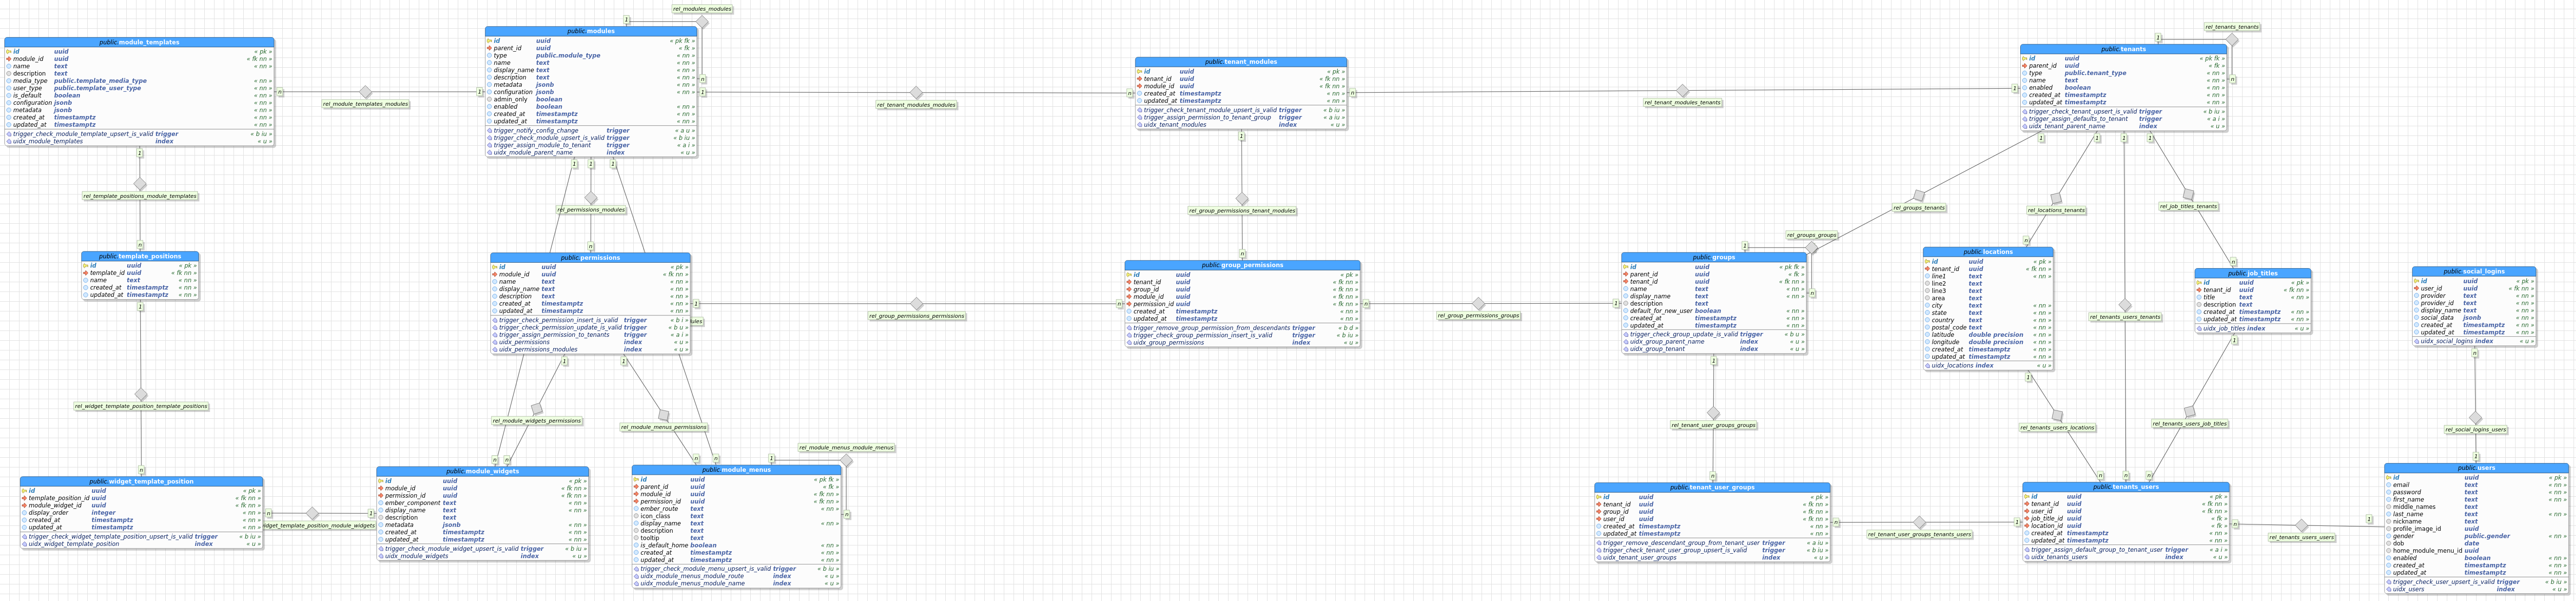 rel_modules_modules
rel_tenants_tenants
public.module_templates
id uuid « pk »
module_id uuid « fk nn »
name text « nn »
description text
media_type public.template_media_type « nn »
user_type public.template_user_type « nn »
is_default boolean « nn »
configuration jsonb « nn »
metadata jsonb « nn »
created_at timestamptz « nn »
updated_at timestamptz « nn »
trigger_check_module_template_upsert_is_valid trigger « b iu »
uidx_module_templates index « u »
rel_module_templates_modules
public.modules
id uuid « pk fk »
parent_id uuid « fk »
type public.module_type « nn »
name text « nn »
display_name text « nn »
description text « nn »
metadata jsonb « nn »
configuration jsonb « nn »
admin_only boolean
enabled boolean « nn »
created_at timestamptz « nn »
updated_at timestamptz « nn »
trigger_notify_config_change trigger « a u »
trigger_check_module_upsert_is_valid trigger « b iu »
trigger_assign_module_to_tenant trigger « a i »
uidx_module_parent_name index « u »
rel_tenant_modules_modules
public.tenant_modules
id uuid « pk »
tenant_id uuid « fk nn »
module_id uuid « fk nn »
created_at timestamptz « nn »
updated_at timestamptz « nn »
trigger_check_tenant_module_upsert_is_valid trigger « b iu »
trigger_assign_permission_to_tenant_group trigger « a iu »
uidx_tenant_modules index « u »
rel_tenant_modules_tenants
public.tenants
id uuid « pk fk »
parent_id uuid « fk »
type public.tenant_type « nn »
name text « nn »
enabled boolean « nn »
created_at timestamptz « nn »
updated_at timestamptz « nn »
trigger_check_tenant_upsert_is_valid trigger « b iu »
trigger_assign_defaults_to_tenant trigger « a i »
uidx_tenant_parent_name index « u »
rel_template_positions_module_templates
rel_permissions_modules
rel_group_permissions_tenant_modules
rel_groups_tenants
rel_locations_tenants
rel_job_titles_tenants
rel_groups_groups
public.template_positions
id uuid « pk »
template_id uuid « fk nn »
name text « nn »
created_at timestamptz « nn »
updated_at timestamptz « nn »
public.permissions
id uuid « pk »
module_id uuid « fk nn »
name text « nn »
display_name text « nn »
description text « nn »
created_at timestamptz « nn »
updated_at timestamptz « nn »
trigger_check_permission_insert_is_valid trigger « b i »
trigger_check_permission_update_is_valid trigger « b u »
trigger_assign_permission_to_tenants trigger « a i »
uidx_permissions index « u »
uidx_permissions_modules index « u »
ules
rel_group_permissions_permissions
public.group_permissions
id uuid « pk »
tenant_id uuid « fk nn »
group_id uuid « fk nn »
module_id uuid « fk nn »
permission_id uuid « fk nn »
created_at timestamptz « nn »
updated_at timestamptz « nn »
trigger_remove_group_permission_from_descendants trigger « b d »
trigger_check_group_permission_insert_is_valid trigger « b iu »
uidx_group_permissions index « u »
rel_group_permissions_groups
public.groups
id uuid « pk fk »
parent_id uuid « fk »
tenant_id uuid « fk nn »
name text « nn »
display_name text « nn »
description text
default_for_new_user boolean « nn »
created_at timestamptz « nn »
updated_at timestamptz « nn »
trigger_check_group_update_is_valid trigger « b u »
uidx_group_parent_name index « u »
uidx_group_tenant index « u »
public.locations
id uuid « pk »
tenant_id uuid « fk nn »
line1 text « nn »
line2 text
line3 text
area text
city text « nn »
state text « nn »
country text « nn »
postal_code text « nn »
latitude double precision « nn »
longitude double precision « nn »
created_at timestamptz « nn »
updated_at timestamptz « nn »
uidx_locations index « u »
rel_tenants_users_tenants
public.job_titles
id uuid « pk »
tenant_id uuid « fk nn »
title text « nn »
description text
created_at timestamptz « nn »
updated_at timestamptz « nn »
uidx_job_titles index « u »
public.social_logins
id uuid « pk »
user_id uuid « fk nn »
provider text « nn »
provider_id text « nn »
display_name text « nn »
social_data jsonb « nn »
created_at timestamptz « nn »
updated_at timestamptz « nn »
uidx_social_logins index « u »
rel_widget_template_position_template_positions
rel_module_widgets_permissions
rel_module_menus_permissions
rel_module_menus_module_menus
rel_tenant_user_groups_groups
rel_tenants_users_locations
rel_tenants_users_job_titles
rel_social_logins_users
public.widget_template_position
id uuid « pk »
template_position_id uuid « fk nn »
module_widget_id uuid « fk nn »
display_order integer « nn »
created_at timestamptz « nn »
updated_at timestamptz « nn »
trigger_check_widget_template_position_upsert_is_valid trigger « b iu »
uidx_widget_template_position index « u »
idget_template_position_module_widgets
public.module_widgets
id uuid « pk »
module_id uuid « fk nn »
permission_id uuid « fk nn »
ember_component text « nn »
display_name text « nn »
description text
metadata jsonb « nn »
created_at timestamptz « nn »
updated_at timestamptz « nn »
trigger_check_module_widget_upsert_is_valid trigger « b iu »
uidx_module_widgets index « u »
public.module_menus
id uuid « pk fk »
parent_id uuid « fk »
module_id uuid « fk nn »
permission_id uuid « fk nn »
ember_route text « nn »
icon_class text
display_name text « nn »
description text
tooltip text
is_default_home boolean « nn »
created_at timestamptz « nn »
updated_at timestamptz « nn »
trigger_check_module_menu_upsert_is_valid trigger « b iu »
uidx_module_menus_module_route index « u »
uidx_module_menus_module_name index « u »
public.tenant_user_groups
id uuid « pk »
tenant_id uuid « fk nn »
group_id uuid « fk nn »
user_id uuid « fk nn »
created_at timestamptz « nn »
updated_at timestamptz « nn »
trigger_remove_descendant_group_from_tenant_user trigger « a iu »
trigger_check_tenant_user_group_upsert_is_valid trigger « b iu »
uidx_tenant_user_groups index « u »
rel_tenant_user_groups_tenants_users
public.tenants_users
id uuid « pk »
tenant_id uuid « fk nn »
user_id uuid « fk nn »
job_title_id uuid « fk »
location_id uuid « fk »
created_at timestamptz « nn »
updated_at timestamptz « nn »
trigger_assign_default_group_to_tenant_user trigger « a i »
uidx_tenants_users index « u »
rel_tenants_users_users
public.users
id uuid « pk »
email text « nn »
password text « nn »
first_name text « nn »
middle_names text
last_name text « nn »
nickname text
profile_image_id uuid
gender public.gender « nn »
dob date
home_module_menu_id uuid
enabled boolean « nn »
created_at timestamptz « nn »
updated_at timestamptz « nn »
trigger_check_user_upsert_is_valid trigger « b iu »
uidx_users index « u »